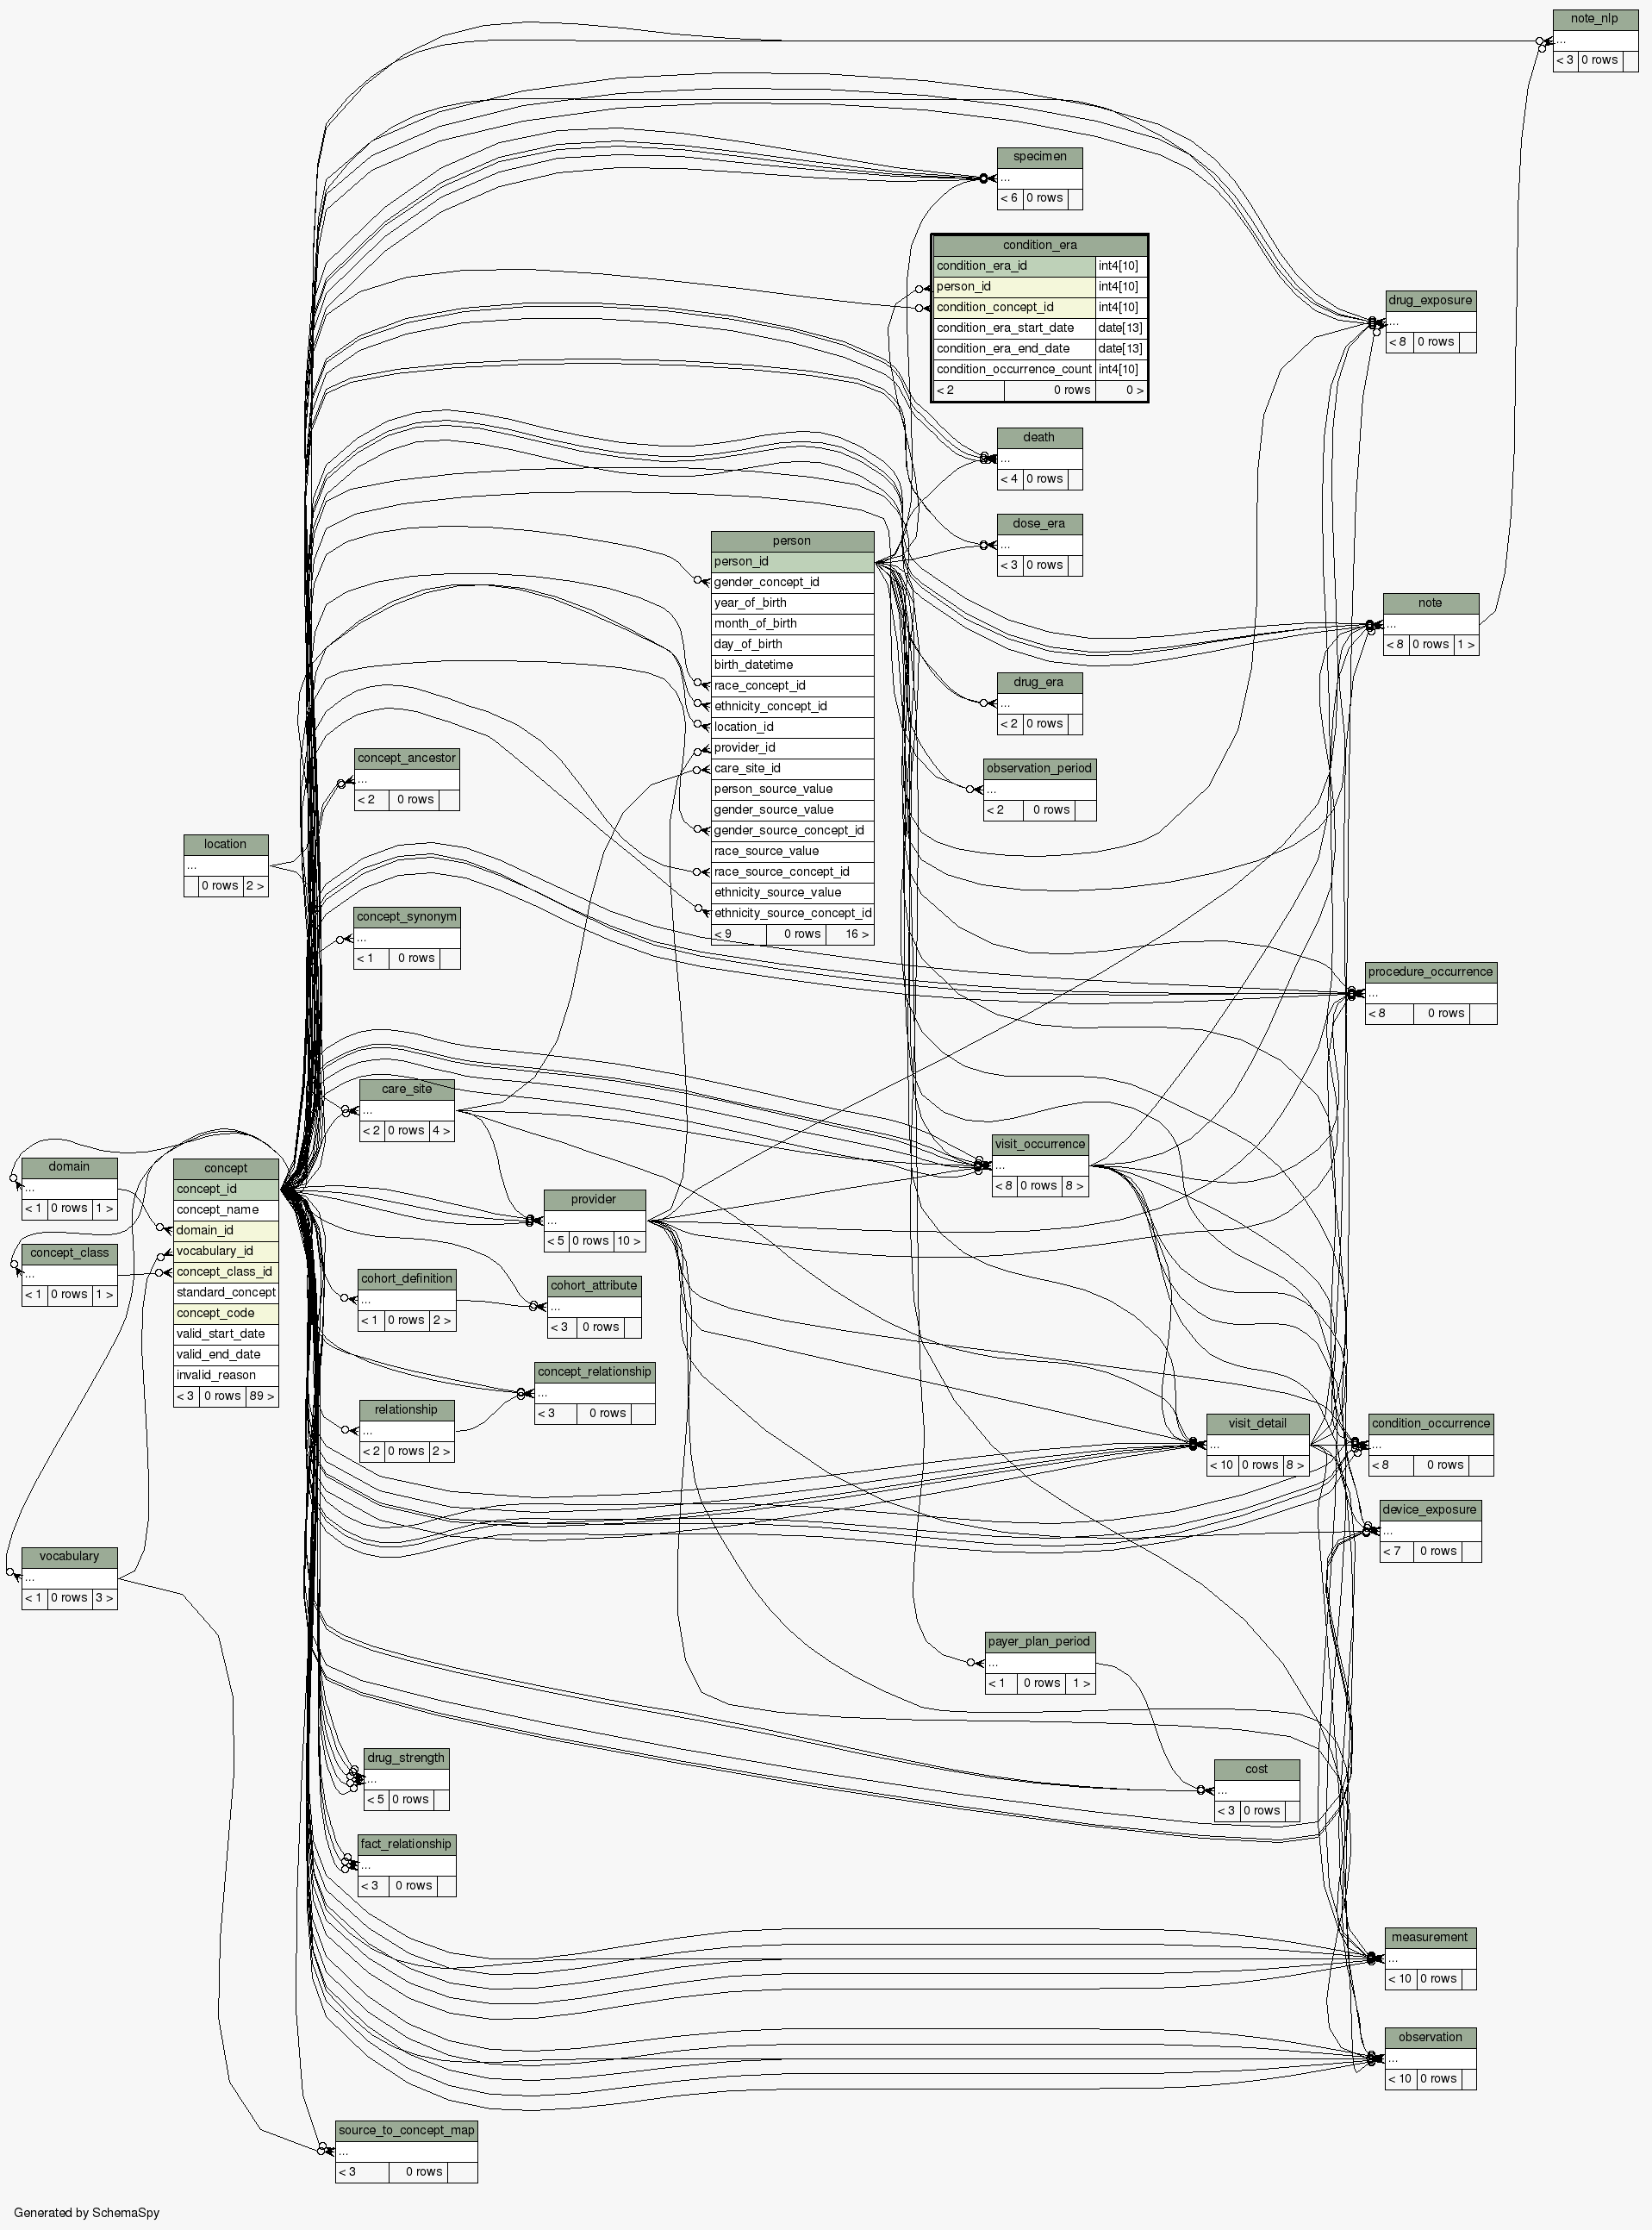 note_nlp
...
< 3 0 rows
specimen
...
< 6 0 rows
condition_era
condition_era_id int4[10]
person_id int4[10]
condition_concept_id int4[10]
condition_era_start_date date[13]
condition_era_end_date date[13]
condition_occurrence_count int4[10]
< 2 0 rows 0 >
drug_exposure
...
< 8 0 rows
death
...
< 4 0 rows
dose_era
...
< 3 0 rows
person
person_id
gender_concept_id
year_of_birth
month_of_birth
day_of_birth
birth_datetime
race_concept_id
ethnicity_concept_id
location_id
provider_id
care_site_id
person_source_value
gender_source_value
gender_source_concept_id
race_source_value
race_source_concept_id
ethnicity_source_value
ethnicity_source_concept_id
< 9 0 rows 16 >
note
...
< 8 0 rows 1 >
drug_era
...
< 2 0 rows
observation_period
...
< 2 0 rows
concept_ancestor
...
< 2 0 rows
location
...
0 rows 2 >
concept_synonym
...
< 1 0 rows
procedure_occurrence
...
< 8 0 rows
care_site
...
< 2 0 rows 4 >
visit_occurrence
...
< 8 0 rows 8 >
domain
...
< 1 0 rows 1 >
concept
concept_id
concept_name
domain_id
vocabulary_id
concept_class_id
standard_concept
concept_code
valid_start_date
valid_end_date
invalid_reason
< 3 0 rows 89 >
concept_class
...
< 1 0 rows 1 >
provider
...
< 5 0 rows 10 >
cohort_definition
...
< 1 0 rows 2 >
cohort_attribute
...
< 3 0 rows
concept_relationship
...
< 3 0 rows
relationship
...
< 2 0 rows 2 >
visit_detail
...
< 10 0 rows 8 >
condition_occurrence
...
< 8 0 rows
device_exposure
...
< 7 0 rows
vocabulary
...
< 1 0 rows 3 >
payer_plan_period
...
< 1 0 rows 1 >
drug_strength
...
< 5 0 rows
cost
...
< 3 0 rows
fact_relationship
...
< 3 0 rows
measurement
...
< 10 0 rows
observation
...
< 10 0 rows
source_to_concept_map
...
< 3 0 rows
Generated by SchemaSpy